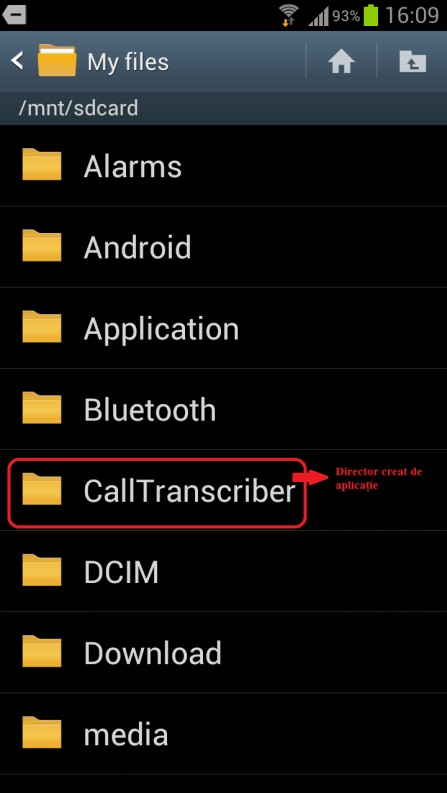 93% 16:09
My files
/mnt/sdcard
Alarms
Android
Application
Bluetooth
CallTranscriber
Director creat de
aplicație
DCIM
Download
media